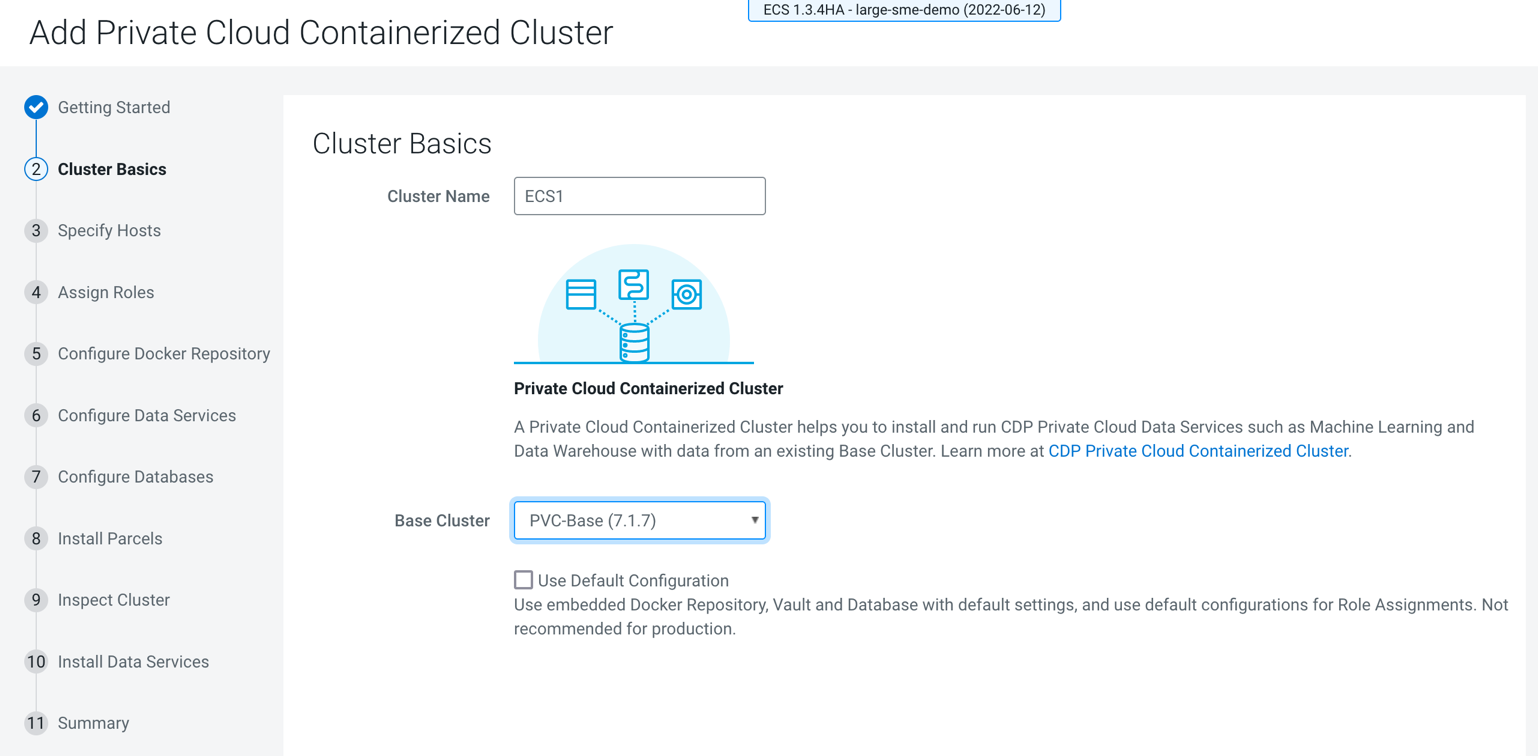 ECS 1.3.4HA - large-sme-demo (2022-06-12)
Add Private Cloud Containerized Cluster
Getting Started
2 Cluster Basics
3 Specify Hosts
4 Assign Roles
5 Configure Docker Repository
6 Configure Data Services
7 Configure Databases
8 Install Parcels
9 Inspect Cluster
10 Install Data Services
11 Summary
Cluster Basics
Cluster Name ECS1
Private Cloud Containerized Cluster
A Private Cloud Containerized Cluster helps you to install and run CDP Private Cloud Data Services such as Machine Learning and
Data Warehouse with data from an existing Base Cluster. Learn more at CDP Private Cloud Containerized Cluster.
Base Cluster PVC-Base (7.1.7)
Use Default Configuration
Use embedded Docker Repository, Vault and Database with default settings, and use default configurations for Role Assignments. Not
recommended for production.